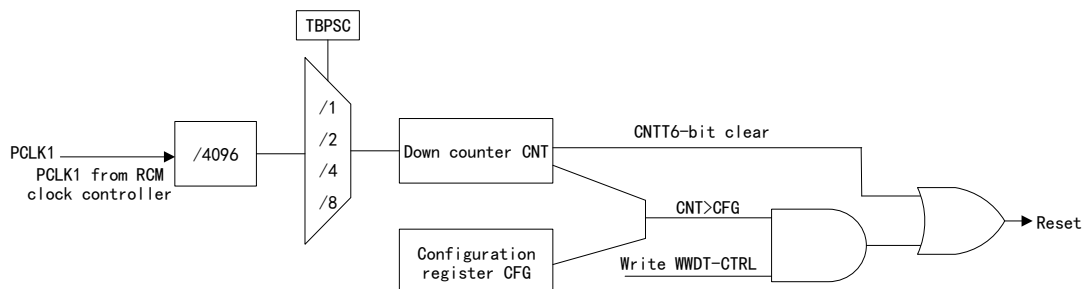 TBPSC
/1
/2
/4
/8
PCLK1
PCLK1 from RCM
clock controller
/4096
Down counter CNT
CNTT6-bit clear
CNT>CFG
Configuration
register CFG
Write WWDT-CTRL
Reset